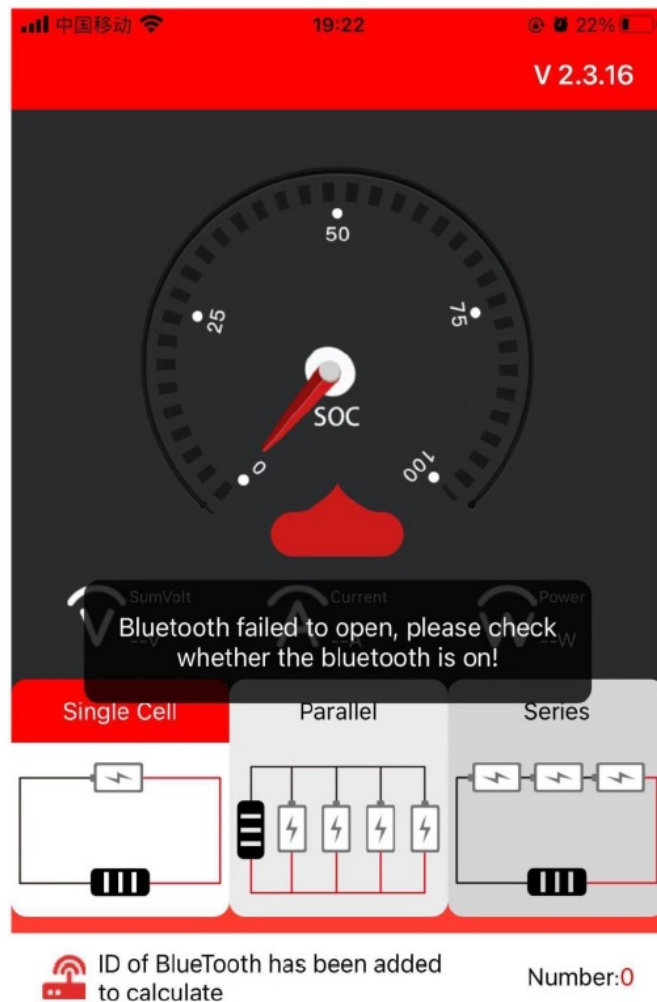 中国移动 19:22 22%
V 2.3.16
50
25
75
SOC
0
100
SumVolt Current Power
V A W
--V --A --W
Bluetooth failed to open, please check
whether the bluetooth is on!
Single Cell Parallel Series
ID of BlueTooth has been added
to calculate
Number:0